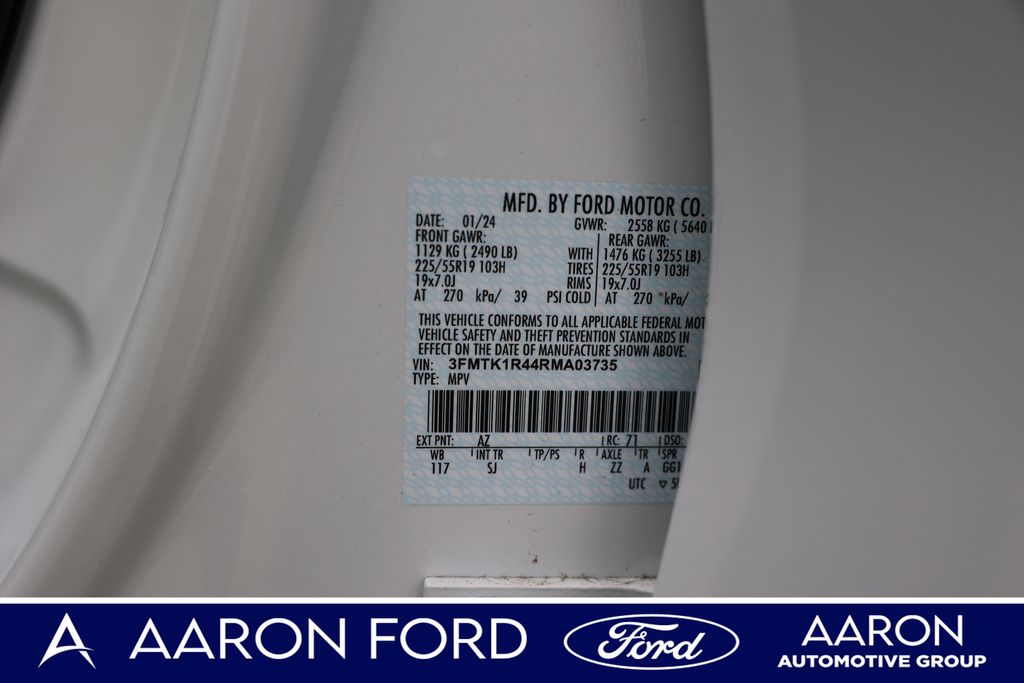 MFD. BY FORD MOTOR CO.
DATE: 01/24 GVWR: 2558 KG ( 5640
FRONT GAWR: REAR GAWR:
1129 KG ( 2490 LB) WITH 1476 KG ( 3255 LB)
225/55R19 103H TIRES 225/55R19 103H
19x7.0J RIMS 19x7.0J
AT 270 kPa/ 39 PSI COLD AT 270 kPa/
THIS VEHICLE CONFORMS TO ALL APPLICABLE FEDERAL MOT
VEHICLE SAFETY AND THEFT PREVENTION STANDARDS IN
EFFECT ON THE DATE OF MANUFACTURE SHOWN ABOVE.
VIN: 3FMTK1R44RMA03735
TYPE: MPV
EXT PNT: AZ RC: 71 DSO:
WB INT TR TP/PS R AXLE TR SPR
117 SJ H ZZ A GG1
UTC
AARON FORD
Ford
AARON
AUTOMOTIVE GROUP